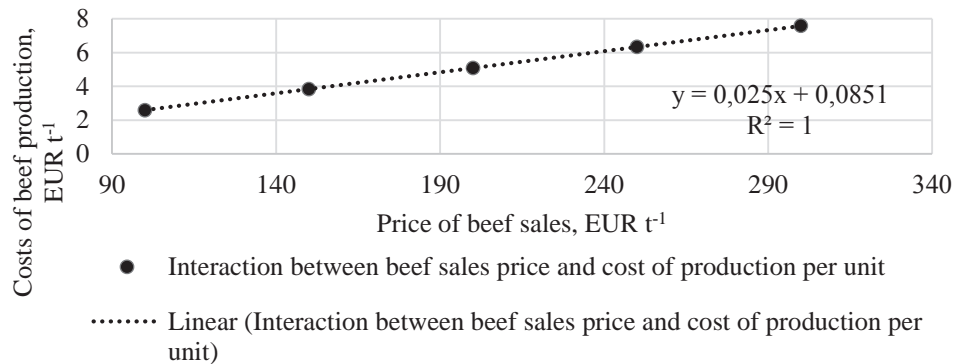 Costs of beef production,
EUR t⁻¹
8
6
4
2
0
y = 0,025x + 0,0851
R² = 1
90 140 190 240 290 340
Price of beef sales, EUR t⁻¹
Interaction between beef sales price and cost of production per unit
Linear (Interaction between beef sales price and cost of production per
unit)